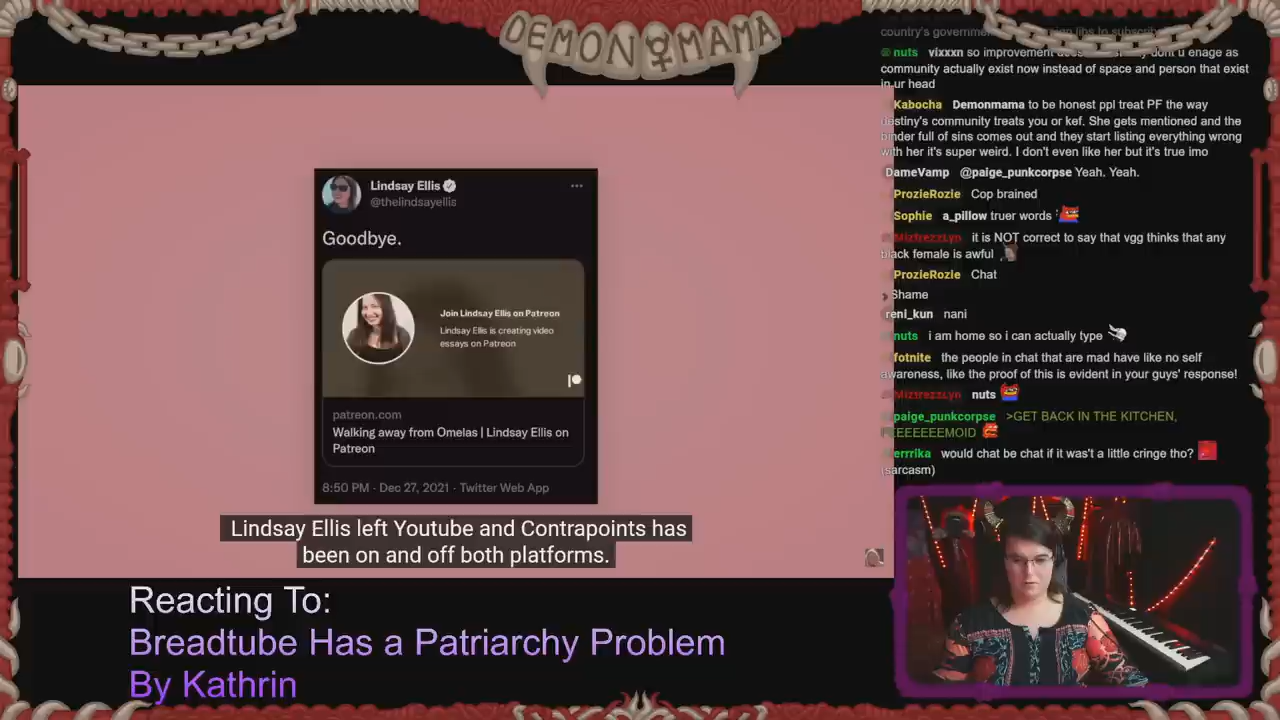 DEMON MAMA
Lindsay Ellis
@thelindsayellis
Goodbye.
Join Lindsay Ellis on Patreon
Lindsay Ellis is creating video
essays on Patreon
patreon.com
Walking away from Omelas | Lindsay Ellis on
Patreon
8:50 PM · Dec 27, 2021 · Twitter Web App
Lindsay Ellis left Youtube and Contrapoints has
been on and off both platforms.
Reacting To:
Breadtube Has a Patriarchy Problem
By Kathrin
nuts vixxxn so improvement
dont u enage as
community actually exist now instead of space and person that exist
in ur head
Kabocha Demonmama to be honest ppl treat PF the way
destiny's community treats you or kef. She gets mentioned and the
binder full of sins comes out and they start listing everything wrong
with her it's super weird. I don't even like her but it's true imo
DameVamp @paige_punkcorpse Yeah. Yeah.
ProzieRozie Cop brained
Sophie a_pillow truer words
MiztrezzLyn it is NOT correct to say that vgg thinks that any
black female is awful
ProzieRozie Chat
Shame
reni_kun nani
nuts i am home so i can actually type
fotnite the people in chat that are mad have like no self
awareness, like the proof of this is evident in your guys' response!
MiztrezzLyn nuts
paige_punkcorpse >GET BACK IN THE KITCHEN,
FEEEEEEMOID
errrika would chat be chat if it was't a little cringe tho?
(sarcasm)